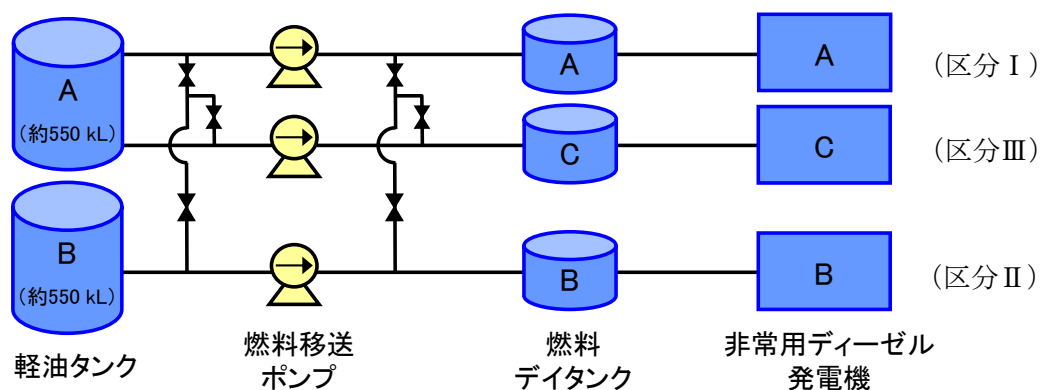 A
(約550 kL)
A
A
(区分Ⅰ)
C
C
(区分Ⅲ)
B
(約550 kL)
B
B
(区分Ⅱ)
軽油タンク
燃料移送
ポンプ
燃料
デイタンク
非常用ディーゼル
発電機